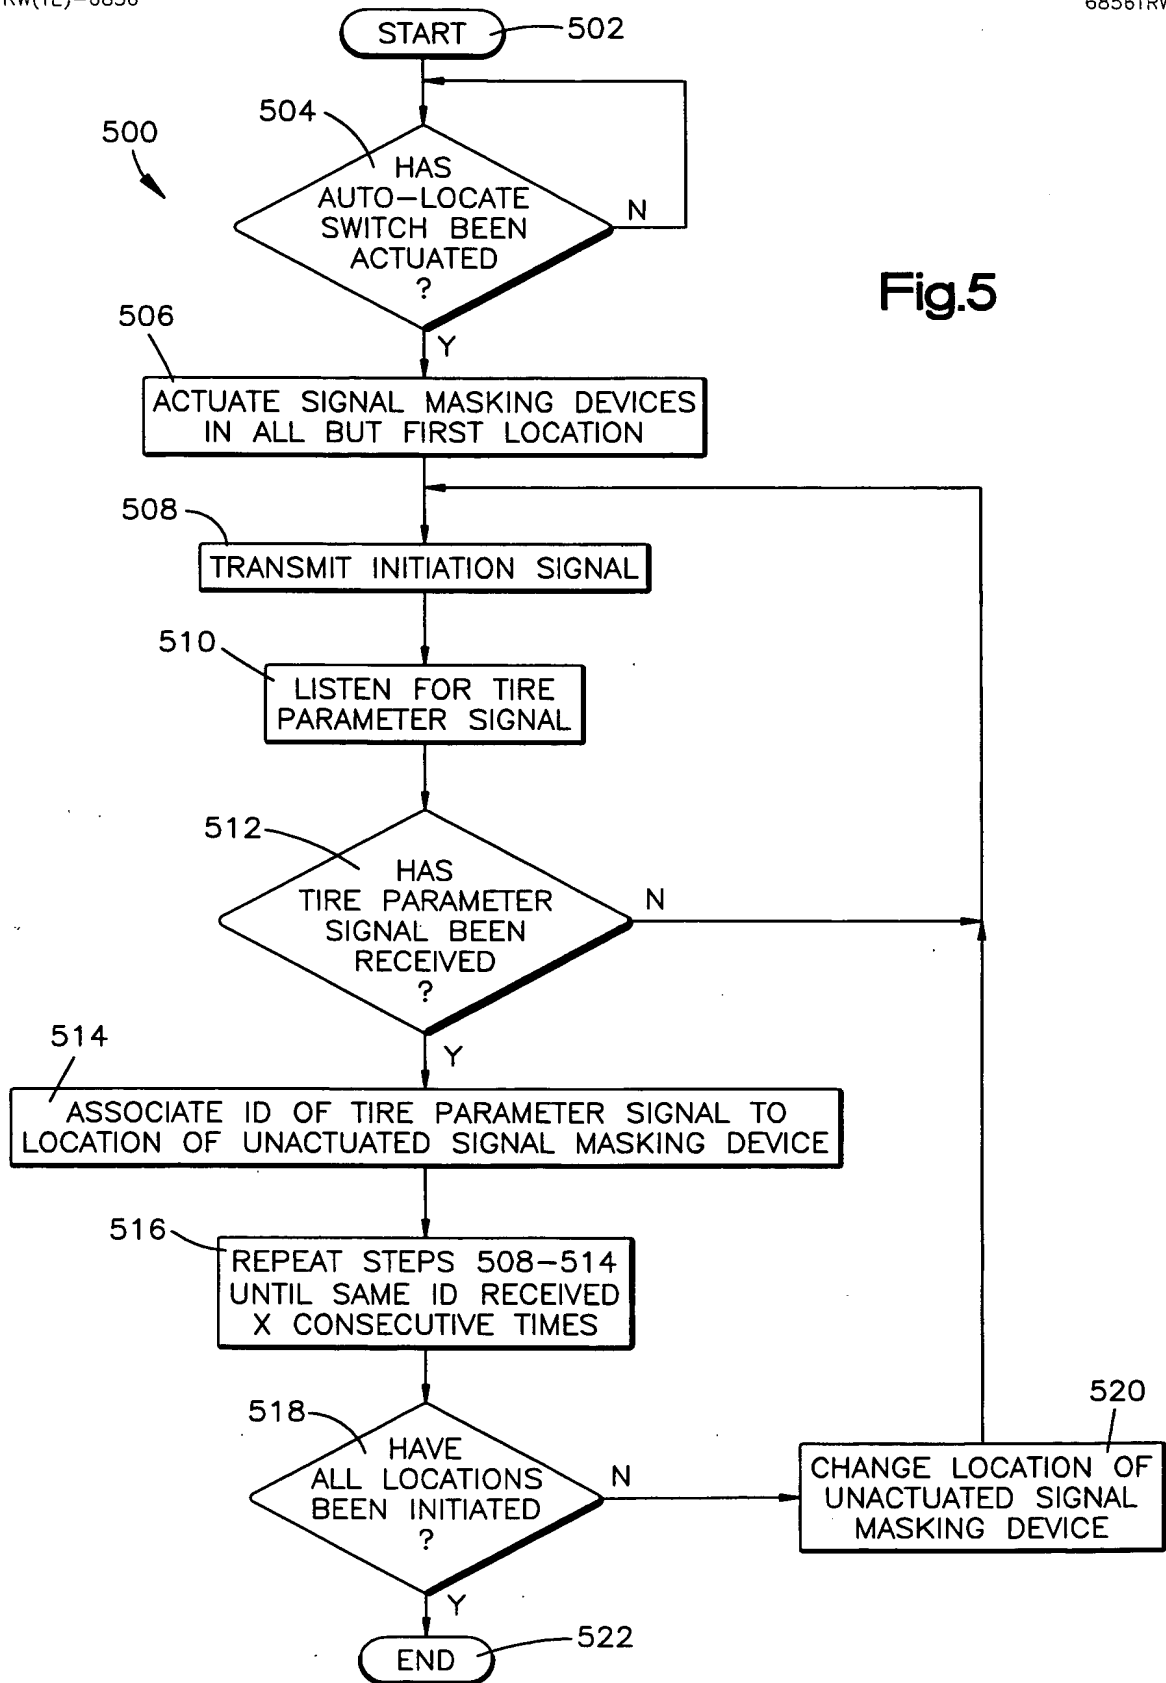 START
502
504
500
HAS
AUTO-LOCATE
SWITCH BEEN
ACTUATED
?
N
Fig.5
506
Y
ACTUATE SIGNAL MASKING DEVICES
IN ALL BUT FIRST LOCATION
508
TRANSMIT INITIATION SIGNAL
510
LISTEN FOR TIRE
PARAMETER SIGNAL
512
HAS
TIRE PARAMETER
SIGNAL BEEN
RECEIVED
?
N
514
Y
ASSOCIATE ID OF TIRE PARAMETER SIGNAL TO
LOCATION OF UNACTUATED SIGNAL MASKING DEVICE
516
REPEAT STEPS 508-514
UNTIL SAME ID RECEIVED
X CONSECUTIVE TIMES
518
HAVE
ALL LOCATIONS
BEEN INITIATED
?
N
520
CHANGE LOCATION OF
UNACTUATED SIGNAL
MASKING DEVICE
Y
END
522